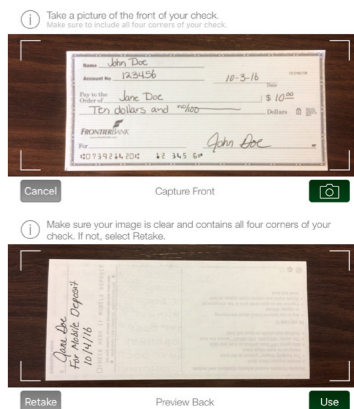 Take a picture of the front of your check.
Make sure to include all four corners of your check.
Name John Doe
Account No 123456
10-3-16
Date
Pay to the
Order of Jane Doe $ 10.00
Ten dollars and no/100 Dollars
FRONTIER BANK
For John Doe
Cancel Capture Front
Make sure your image is clear and contains all four corners of your
check. If not, select Retake.
Jane Doe
For Mobile Deposit
10/4/16
Retake Preview Back Use